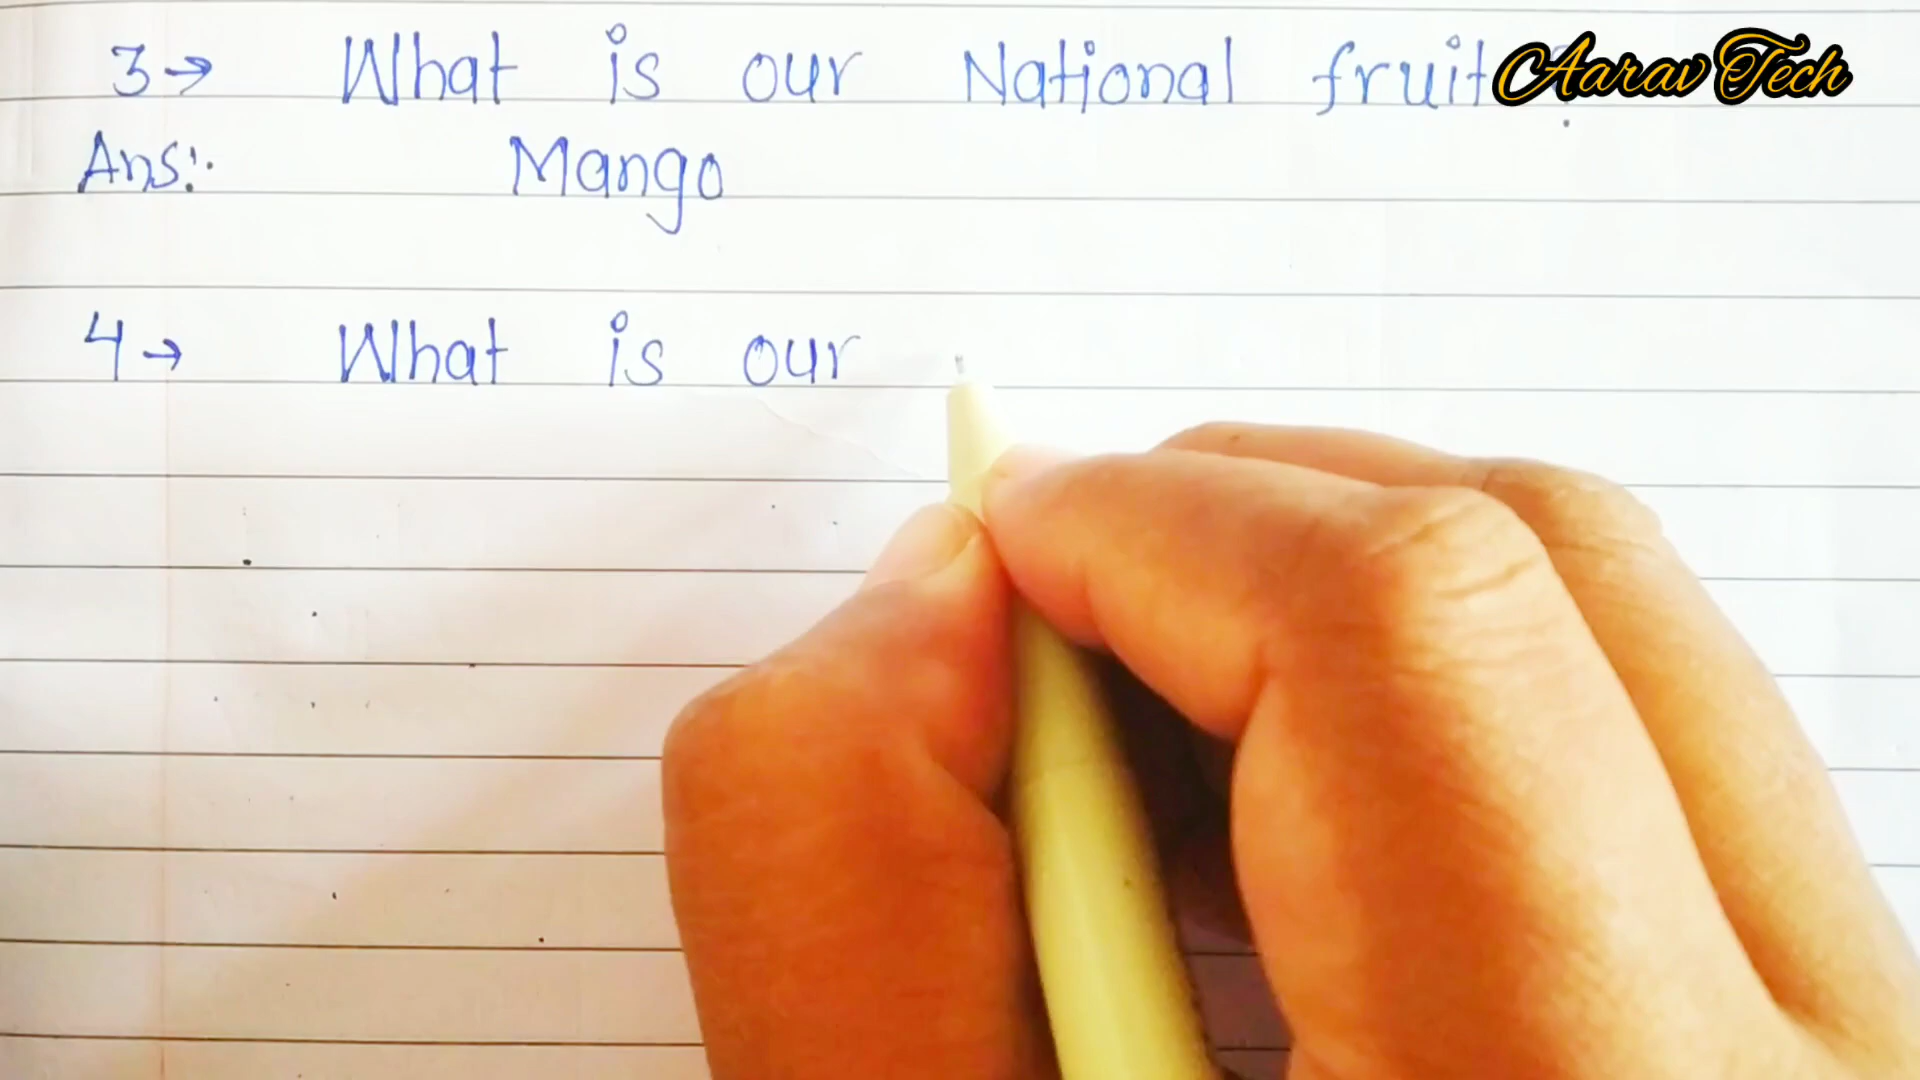 3→ What is our National fruit ?
Aarav Tech
Ans:. Mango
4→ What is our